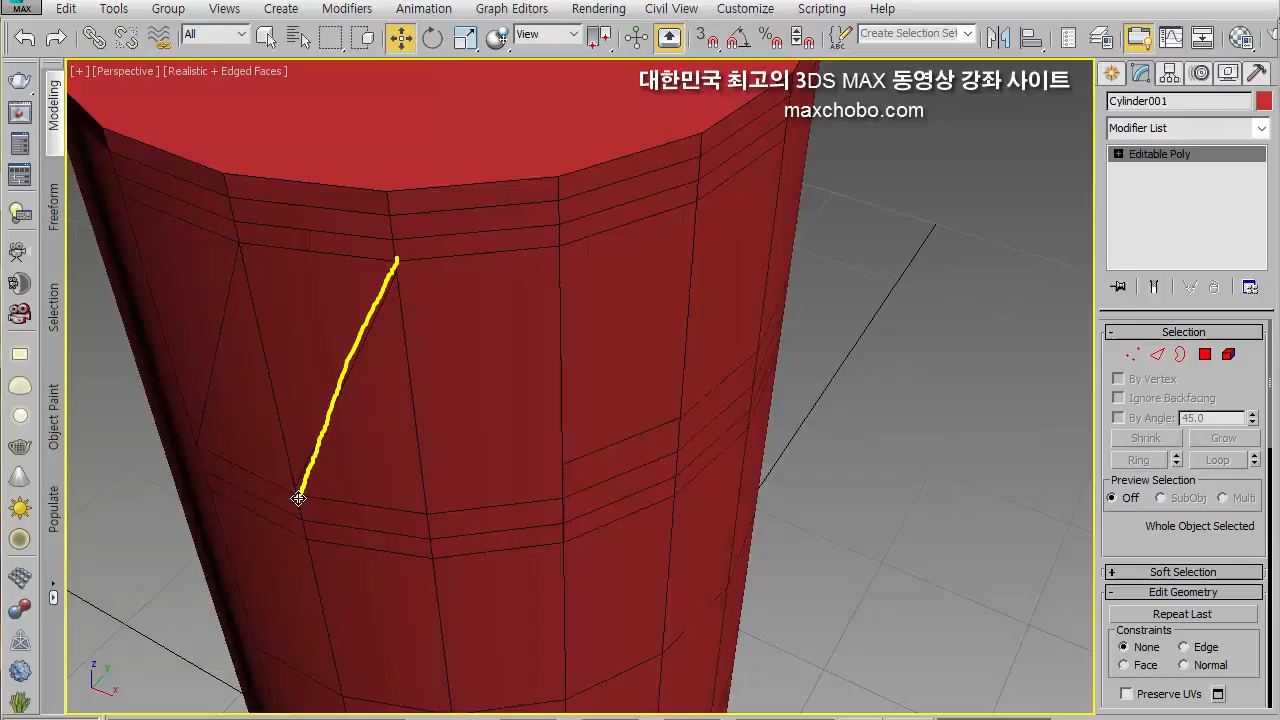 MAX Edit Tools Group Views Create Modifiers Animation Graph Editors Rendering Civil View Customize Scripting Help
All View 3 Create Selection Set
[+] [Perspective] [Realistic + Edged Faces]
대한민국 최고의 3DS MAX 동영상 강좌 사이트
maxchobo.com
Modeling
Freeform
Selection
Object Paint
Populate
z
y
x
Cylinder001
Modifier List
Editable Poly
Selection
By Vertex
Ignore Backfacing
By Angle: 45.0
Shrink Grow
Ring Loop
Preview Selection
Off SubObj Multi
Whole Object Selected
Soft Selection
Edit Geometry
Repeat Last
Constraints
None Edge
Face Normal
Preserve UVs